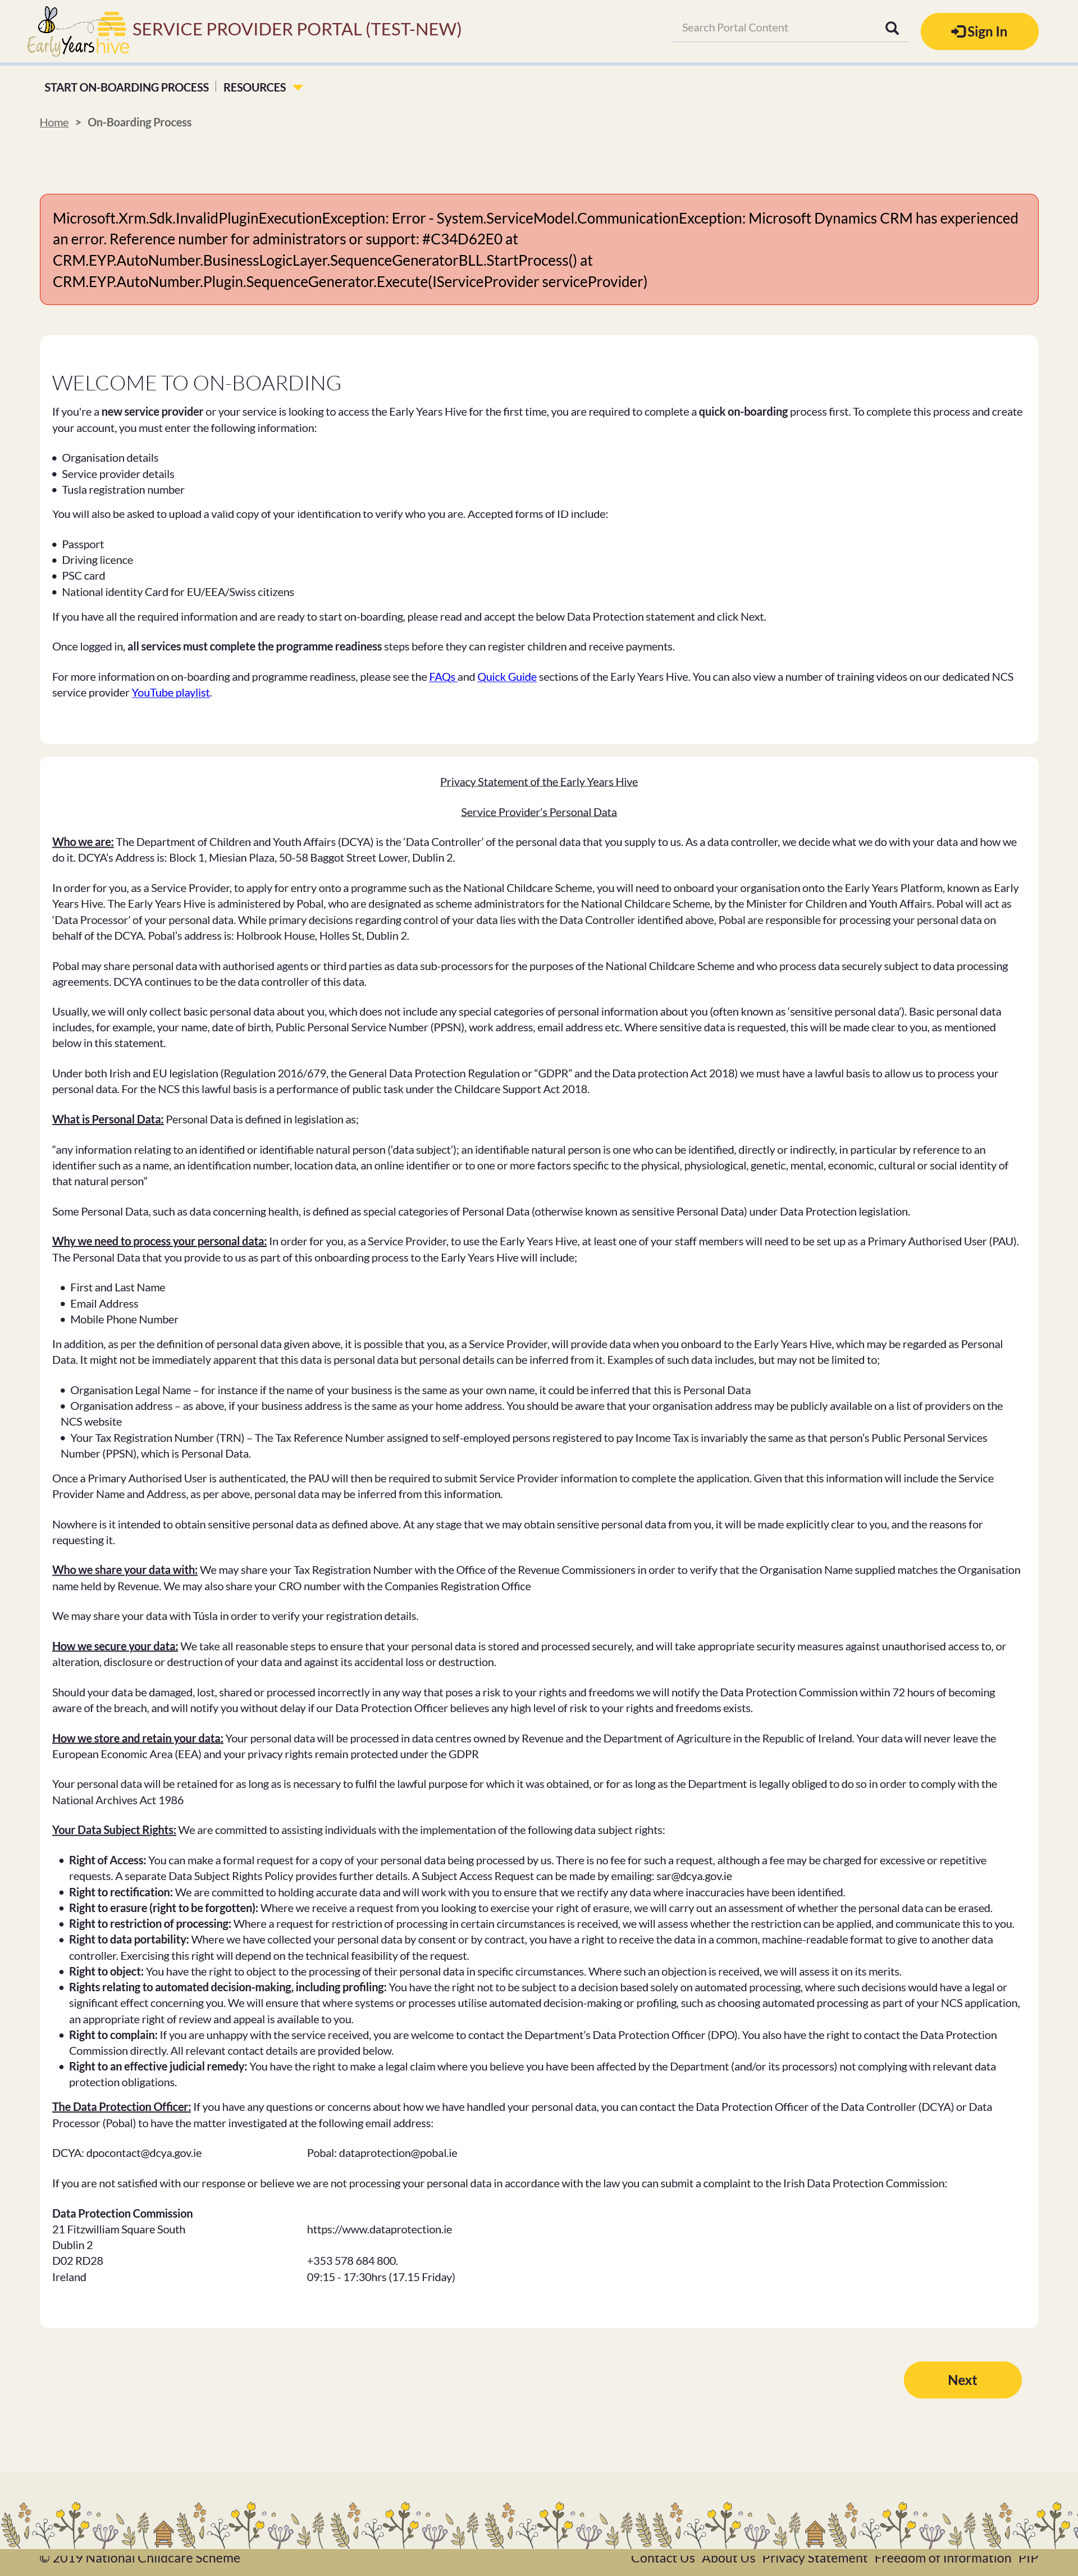 EarlyYearshive SERVICE PROVIDER PORTAL (TEST-NEW)
Search Portal Content
Sign In
START ON-BOARDING PROCESS
RESOURCES
Home > On-Boarding Process
Microsoft.Xrm.Sdk.InvalidPluginExecutionException: Error - System.ServiceModel.CommunicationException: Microsoft Dynamics CRM has experienced
an error. Reference number for administrators or support: #C34D62E0 at
CRM.EYP.AutoNumber.BusinessLogicLayer.SequenceGeneratorBLL.StartProcess() at
CRM.EYP.AutoNumber.Plugin.SequenceGenerator.Execute(IServiceProvider serviceProvider)
WELCOME TO ON-BOARDING
If you're a new service provider or your service is looking to access the Early Years Hive for the first time, you are required to complete a quick on-boarding process first. To complete this process and create
your account, you must enter the following information:
• Organisation details
• Service provider details
• Tusla registration number
You will also be asked to upload a valid copy of your identification to verify who you are. Accepted forms of ID include:
• Passport
• Driving licence
• PSC card
• National identity Card for EU/EEA/Swiss citizens
If you have all the required information and are ready to start on-boarding, please read and accept the below Data Protection statement and click Next.
Once logged in, all services must complete the programme readiness steps before they can register children and receive payments.
For more information on on-boarding and programme readiness, please see the FAQs and Quick Guide sections of the Early Years Hive. You can also view a number of training videos on our dedicated NCS
service provider YouTube playlist.
Privacy Statement of the Early Years Hive
Service Provider's Personal Data
Who we are: The Department of Children and Youth Affairs (DCYA) is the ‘Data Controller’ of the personal data that you supply to us. As a data controller, we decide what we do with your data and how we
do it. DCYA’s Address is: Block 1, Miesian Plaza, 50-58 Baggot Street Lower, Dublin 2.
In order for you, as a Service Provider, to apply for entry onto a programme such as the National Childcare Scheme, you will need to onboard your organisation onto the Early Years Platform, known as Early
Years Hive. The Early Years Hive is administered by Pobal, who are designated as scheme administrators for the National Childcare Scheme, by the Minister for Children and Youth Affairs. Pobal will act as
‘Data Processor’ of your personal data. While primary decisions regarding control of your data lies with the Data Controller identified above, Pobal are responsible for processing your personal data on
behalf of the DCYA. Pobal’s address is: Holbrook House, Holles St, Dublin 2.
Pobal may share personal data with authorised agents or third parties as data sub-processors for the purposes of the National Childcare Scheme and who process data securely subject to data processing
agreements. DCYA continues to be the data controller of this data.
Usually, we will only collect basic personal data about you, which does not include any special categories of personal information about you (often known as ‘sensitive personal data’). Basic personal data
includes, for example, your name, date of birth, Public Personal Service Number (PPSN), work address, email address etc. Where sensitive data is requested, this will be made clear to you, as mentioned
below in this statement.
Under both Irish and EU legislation (Regulation 2016/679, the General Data Protection Regulation or “GDPR” and the Data protection Act 2018) we must have a lawful basis to allow us to process your
personal data. For the NCS this lawful basis is a performance of public task under the Childcare Support Act 2018.
What is Personal Data: Personal Data is defined in legislation as;
“any information relating to an identified or identifiable natural person (‘data subject’); an identifiable natural person is one who can be identified, directly or indirectly, in particular by reference to an
identifier such as a name, an identification number, location data, an online identifier or to one or more factors specific to the physical, physiological, genetic, mental, economic, cultural or social identity of
that natural person”
Some Personal Data, such as data concerning health, is defined as special categories of Personal Data (otherwise known as sensitive Personal Data) under Data Protection legislation.
Why we need to process your personal data: In order for you, as a Service Provider, to use the Early Years Hive, at least one of your staff members will need to be set up as a Primary Authorised User (PAU).
The Personal Data that you provide to us as part of this onboarding process to the Early Years Hive will include;
• First and Last Name
• Email Address
• Mobile Phone Number
In addition, as per the definition of personal data given above, it is possible that you, as a Service Provider, will provide data when you onboard to the Early Years Hive, which may be regarded as Personal
Data. It might not be immediately apparent that this data is personal data but personal details can be inferred from it. Examples of such data includes, but may not be limited to;
• Organisation Legal Name – for instance if the name of your business is the same as your own name, it could be inferred that this is Personal Data
• Organisation address – as above, if your business address is the same as your home address. You should be aware that your organisation address may be publicly available on a list of providers on the
NCS website
• Your Tax Registration Number (TRN) – The Tax Reference Number assigned to self-employed persons registered to pay Income Tax is invariably the same as that person’s Public Personal Services
Number (PPSN), which is Personal Data.
Once a Primary Authorised User is authenticated, the PAU will then be required to submit Service Provider information to complete the application. Given that this information will include the Service
Provider Name and Address, as per above, personal data may be inferred from this information.
Nowhere is it intended to obtain sensitive personal data as defined above. At any stage that we may obtain sensitive personal data from you, it will be made explicitly clear to you, and the reasons for
requesting it.
Who we share your data with: We may share your Tax Registration Number with the Office of the Revenue Commissioners in order to verify that the Organisation Name supplied matches the Organisation
name held by Revenue. We may also share your CRO number with the Companies Registration Office
We may share your data with Túsla in order to verify your registration details.
How we secure your data: We take all reasonable steps to ensure that your personal data is stored and processed securely, and will take appropriate security measures against unauthorised access to, or
alteration, disclosure or destruction of your data and against its accidental loss or destruction.
Should your data be damaged, lost, shared or processed incorrectly in any way that poses a risk to your rights and freedoms we will notify the Data Protection Commission within 72 hours of becoming
aware of the breach, and will notify you without delay if our Data Protection Officer believes any high level of risk to your rights and freedoms exists.
How we store and retain your data: Your personal data will be processed in data centres owned by Revenue and the Department of Agriculture in the Republic of Ireland. Your data will never leave the
European Economic Area (EEA) and your privacy rights remain protected under the GDPR
Your personal data will be retained for as long as is necessary to fulfil the lawful purpose for which it was obtained, or for as long as the Department is legally obliged to do so in order to comply with the
National Archives Act 1986
Your Data Subject Rights: We are committed to assisting individuals with the implementation of the following data subject rights:
• Right of Access: You can make a formal request for a copy of your personal data being processed by us. There is no fee for such a request, although a fee may be charged for excessive or repetitive
requests. A separate Data Subject Rights Policy provides further details. A Subject Access Request can be made by emailing: sar@dcya.gov.ie
• Right to rectification: We are committed to holding accurate data and will work with you to ensure that we rectify any data where inaccuracies have been identified.
• Right to erasure (right to be forgotten): Where we receive a request from you looking to exercise your right of erasure, we will carry out an assessment of whether the personal data can be erased.
• Right to restriction of processing: Where a request for restriction of processing in certain circumstances is received, we will assess whether the restriction can be applied, and communicate this to you.
• Right to data portability: Where we have collected your personal data by consent or by contract, you have a right to receive the data in a common, machine-readable format to give to another data
controller. Exercising this right will depend on the technical feasibility of the request.
• Right to object: You have the right to object to the processing of their personal data in specific circumstances. Where such an objection is received, we will assess it on its merits.
• Rights relating to automated decision-making, including profiling: You have the right not to be subject to a decision based solely on automated processing, where such decisions would have a legal or
significant effect concerning you. We will ensure that where systems or processes utilise automated decision-making or profiling, such as choosing automated processing as part of your NCS application,
an appropriate right of review and appeal is available to you.
• Right to complain: If you are unhappy with the service received, you are welcome to contact the Department’s Data Protection Officer (DPO). You also have the right to contact the Data Protection
Commission directly. All relevant contact details are provided below.
• Right to an effective judicial remedy: You have the right to make a legal claim where you believe you have been affected by the Department (and/or its processors) not complying with relevant data
protection obligations.
The Data Protection Officer: If you have any questions or concerns about how we have handled your personal data, you can contact the Data Protection Officer of the Data Controller (DCYA) or Data
Processor (Pobal) to have the matter investigated at the following email address:
DCYA: dpocontact@dcya.gov.ie Pobal: dataprotection@pobal.ie
If you are not satisfied with our response or believe we are not processing your personal data in accordance with the law you can submit a complaint to the Irish Data Protection Commission:
Data Protection Commission
21 Fitzwilliam Square South https://www.dataprotection.ie
Dublin 2
D02 RD28 +353 578 684 800.
Ireland 09:15 - 17:30hrs (17.15 Friday)
Next
© 2019 National Childcare Scheme Contact Us About Us Privacy Statement Freedom of Information PIP